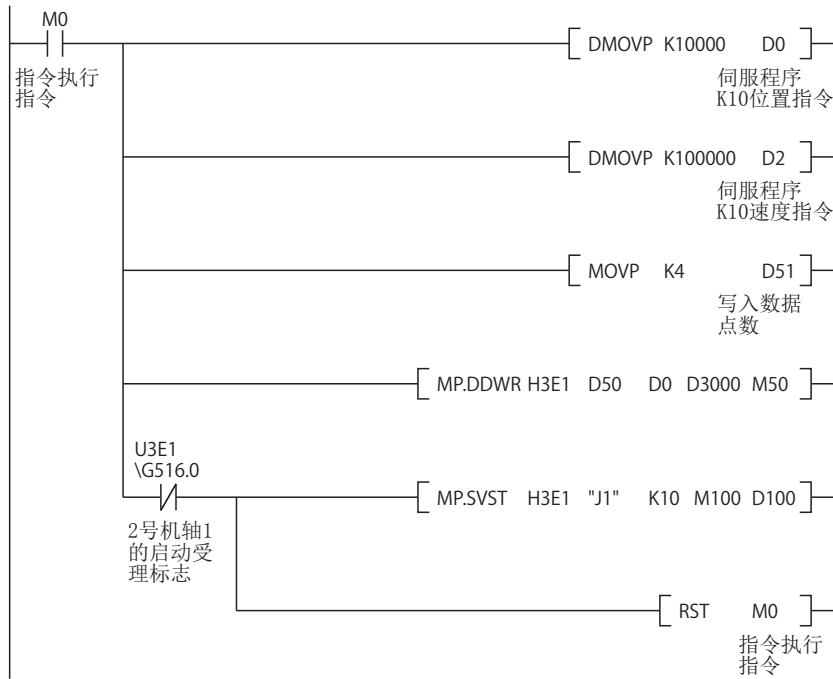 M0
指令执行
指令
DMOVP K10000 D0
伺服程序
K10位置指令
DMOVP K100000 D2
伺服程序
K10速度指令
MOVP K4 D51
写入数据
点数
MP.DDWR H3E1 D50 D0 D3000 M50
U3E1
\G516.0
2号机轴1
的启动受
理标志
MP.SVST H3E1 "J1" K10 M100 D100
RST M0
指令执行
指令